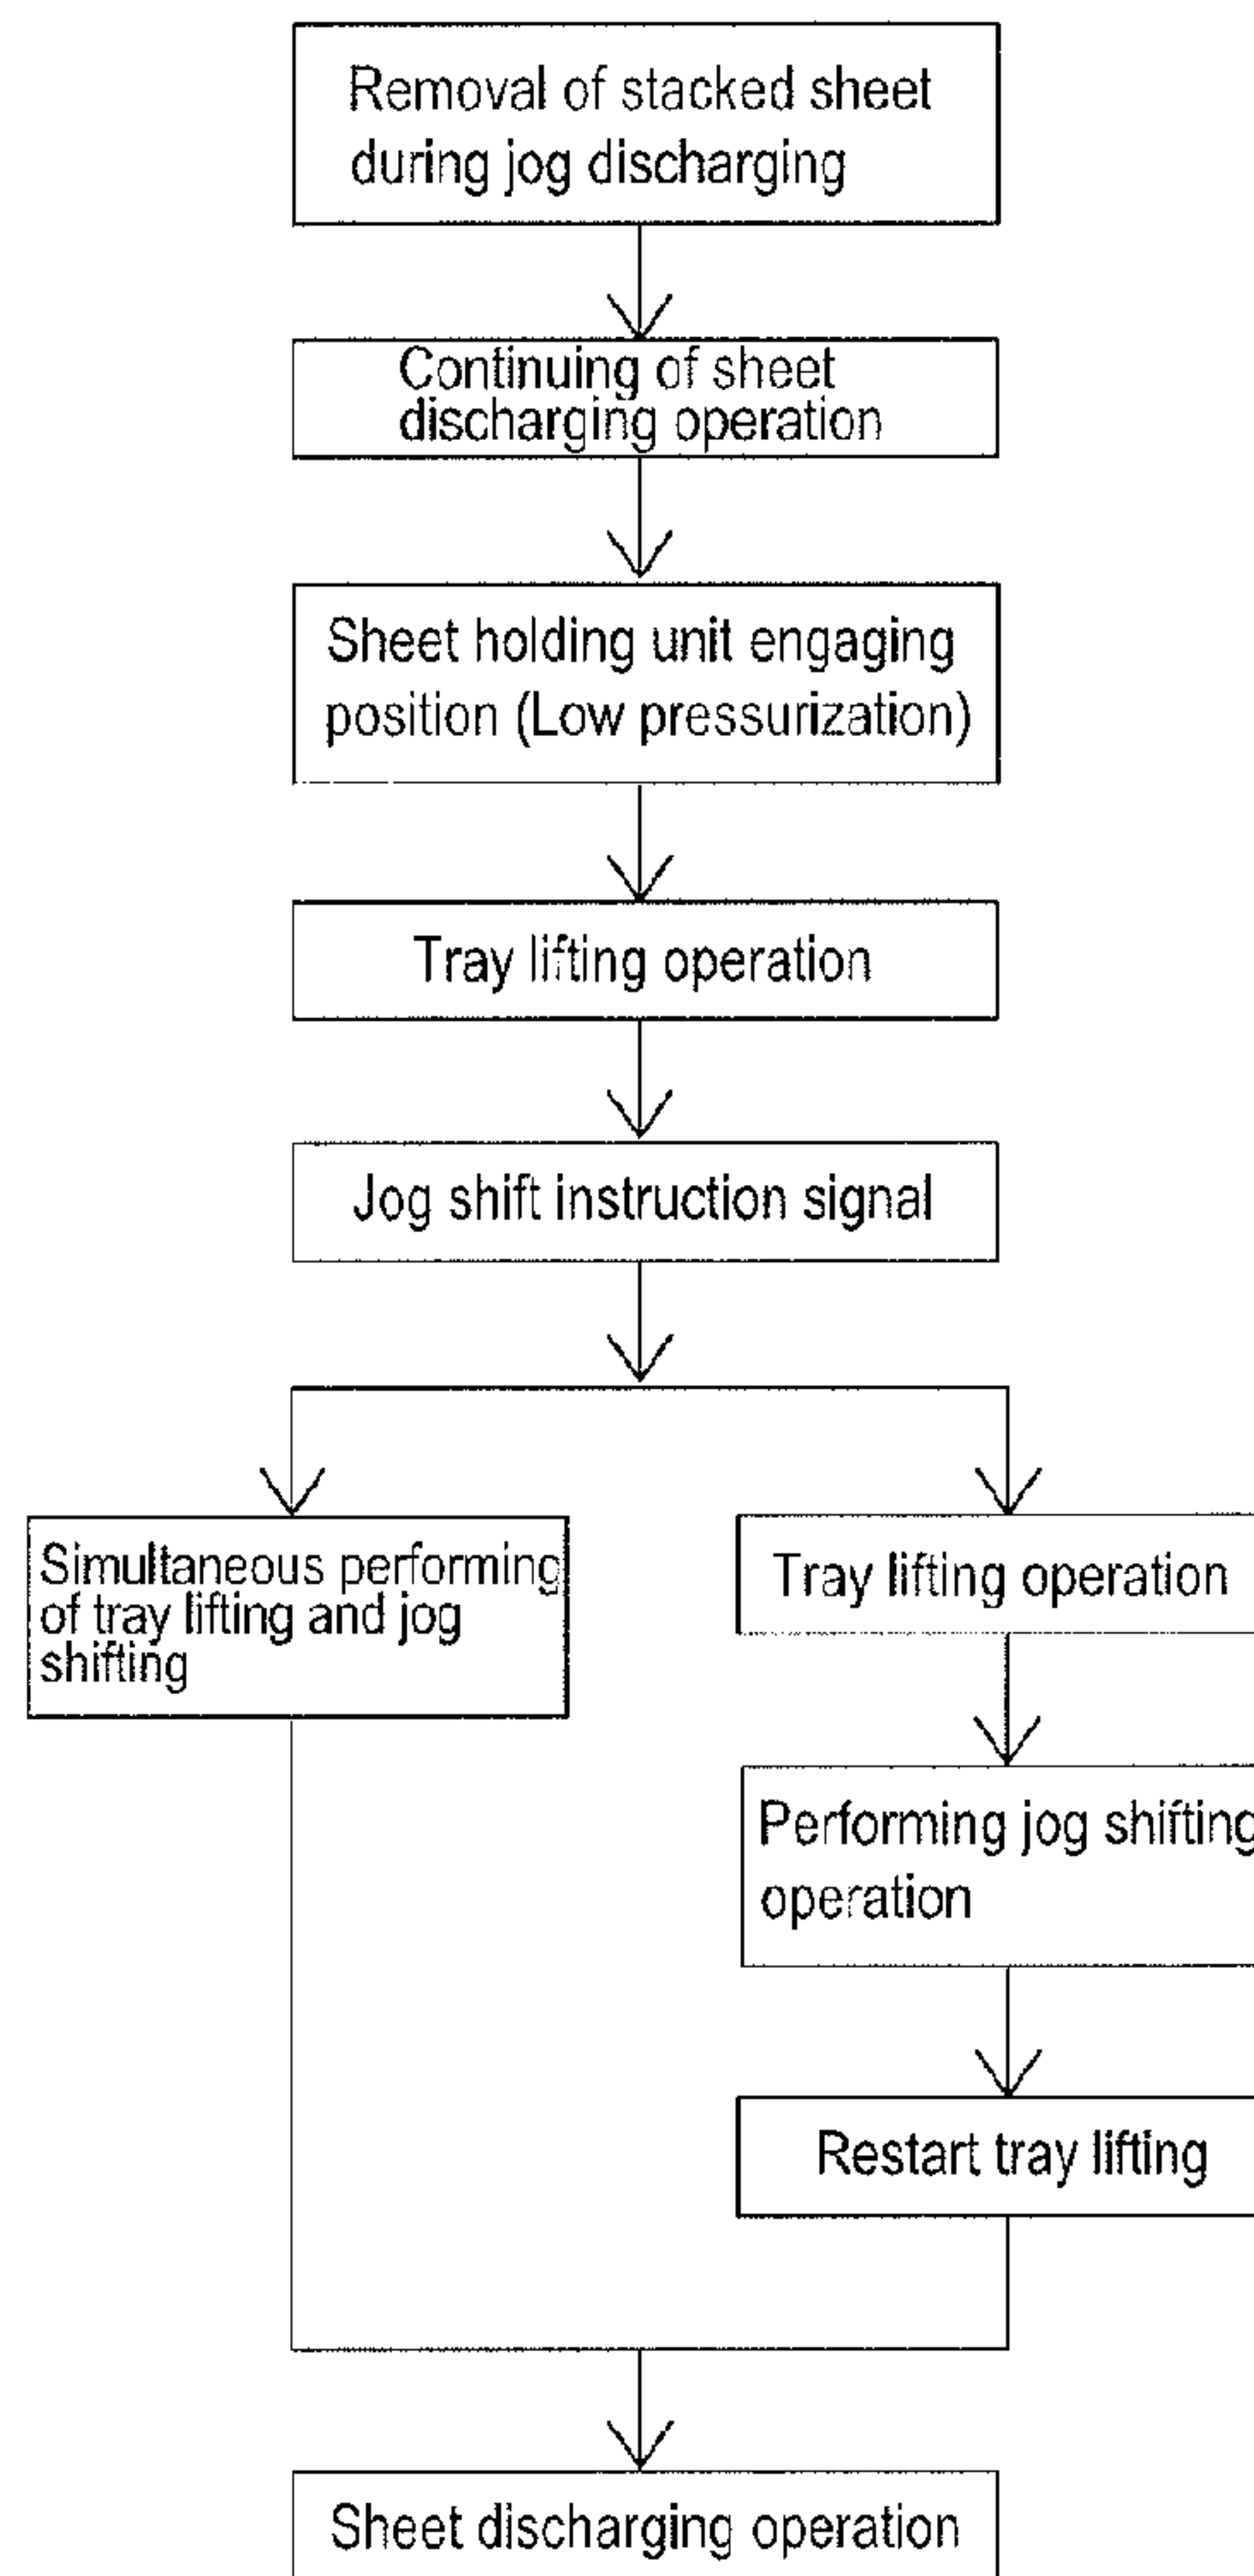 Removal of stacked sheet
during jog discharging
Continuing of sheet
discharging operation
Sheet holding unit engaging
position (Low pressurization)
Tray lifting operation
Jog shift instruction signal
Simultaneous performing
of tray lifting and jog
shifting
Tray lifting operation
Performing jog shifting
operation
Restart tray lifting
Sheet discharging operation